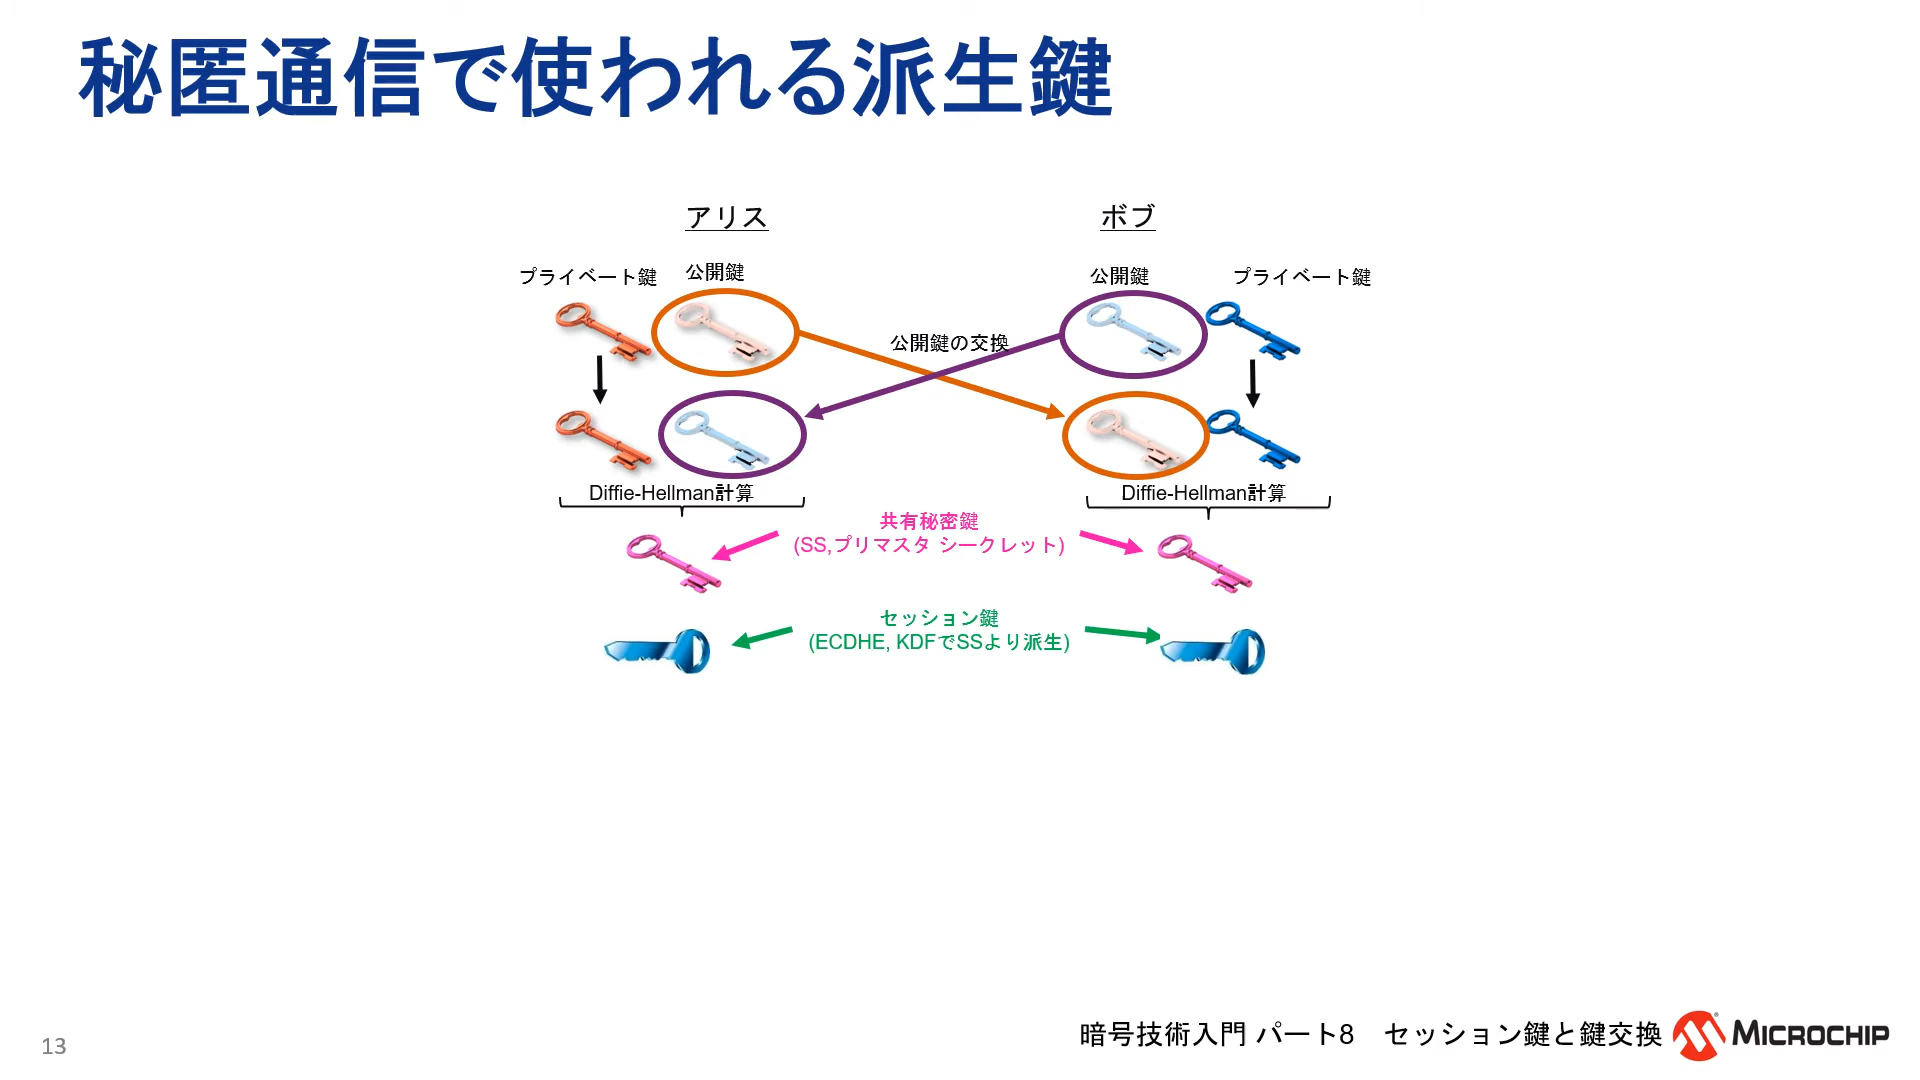 秘匿通信で使われる派生鍵
アリス
ボブ
プライベート鍵
公開鍵
公開鍵
プライベート鍵
公開鍵の交換
Diffie-Hellman計算
Diffie-Hellman計算
共有秘密鍵
(SS,プリマスタ シークレット)
セッション鍵
(ECDHE, KDFでSSより派生)
13
暗号技術入門 パート8　セッション鍵と鍵交換
MICROCHIP